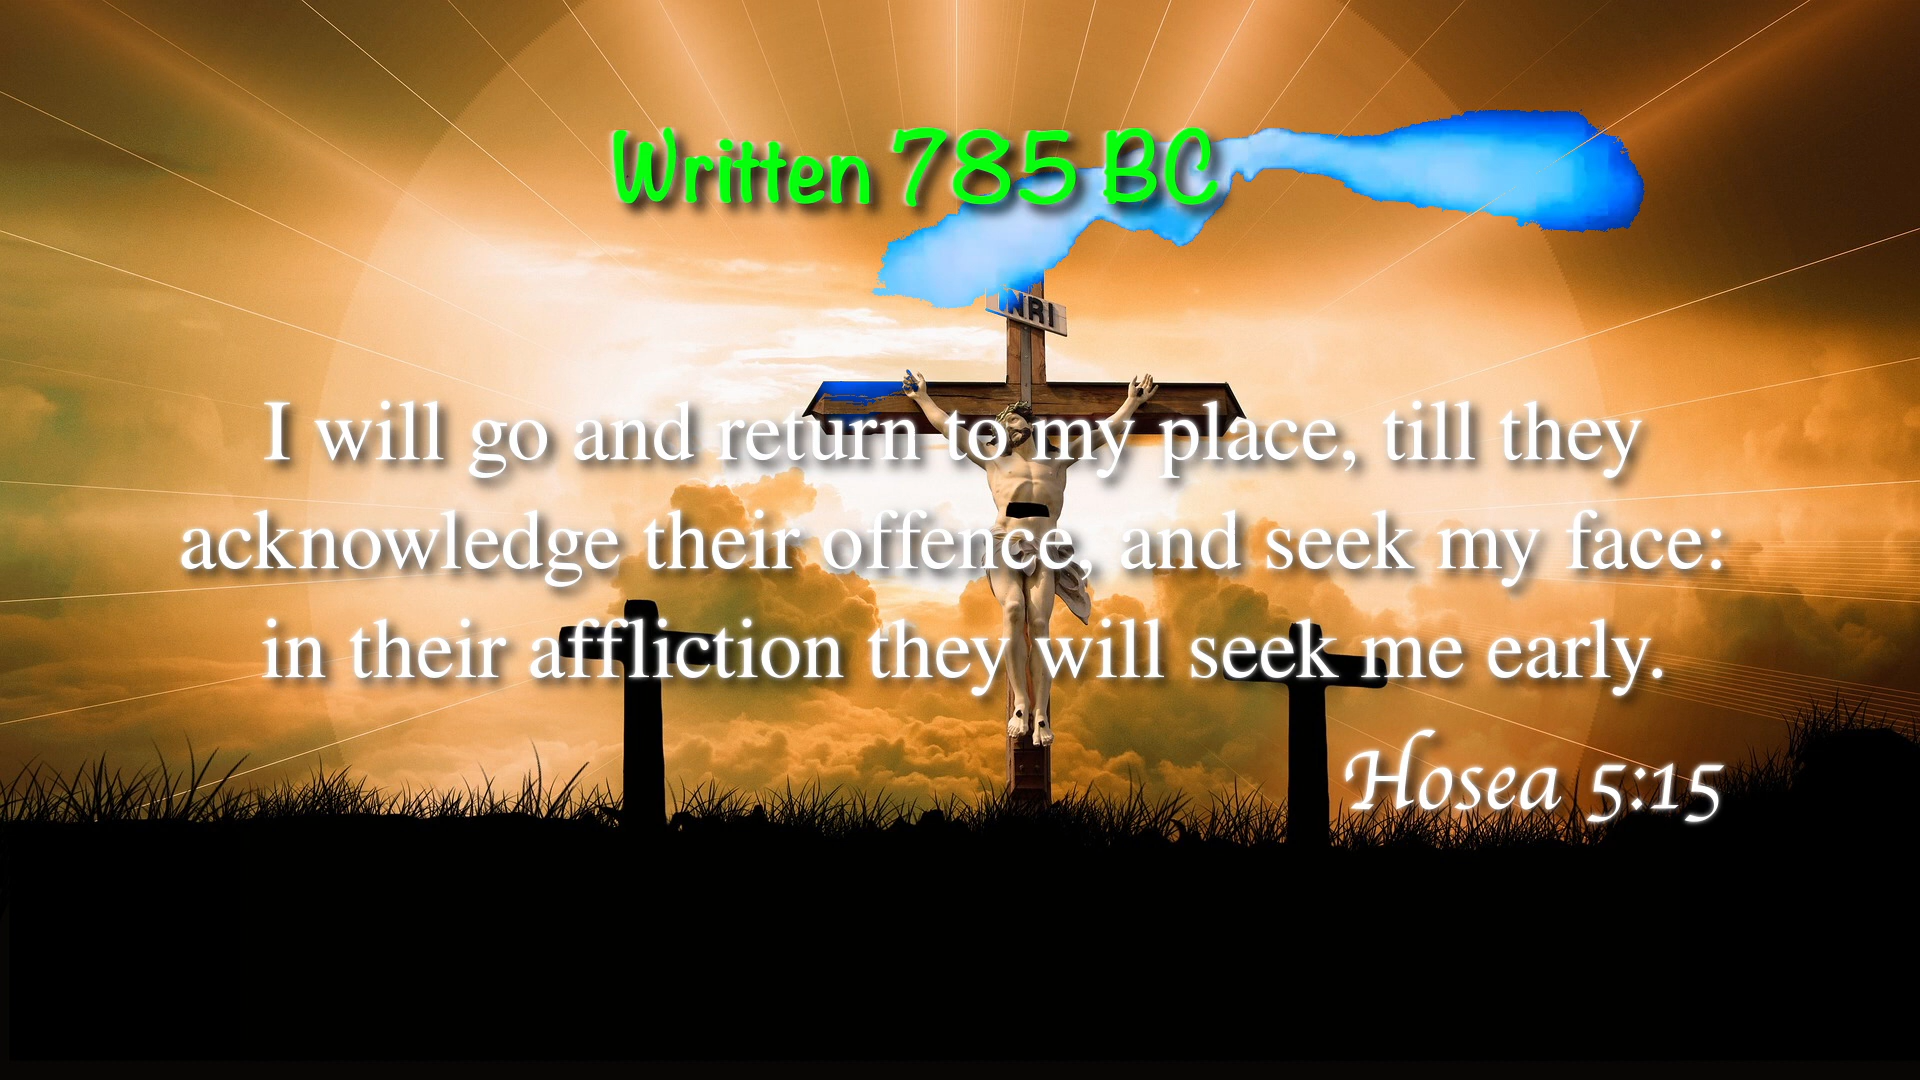 Written 785 BC
INRI
I will go and return to my place, till they
acknowledge their offence, and seek my face:
in their affliction they will seek me early.
Hosea 5:15